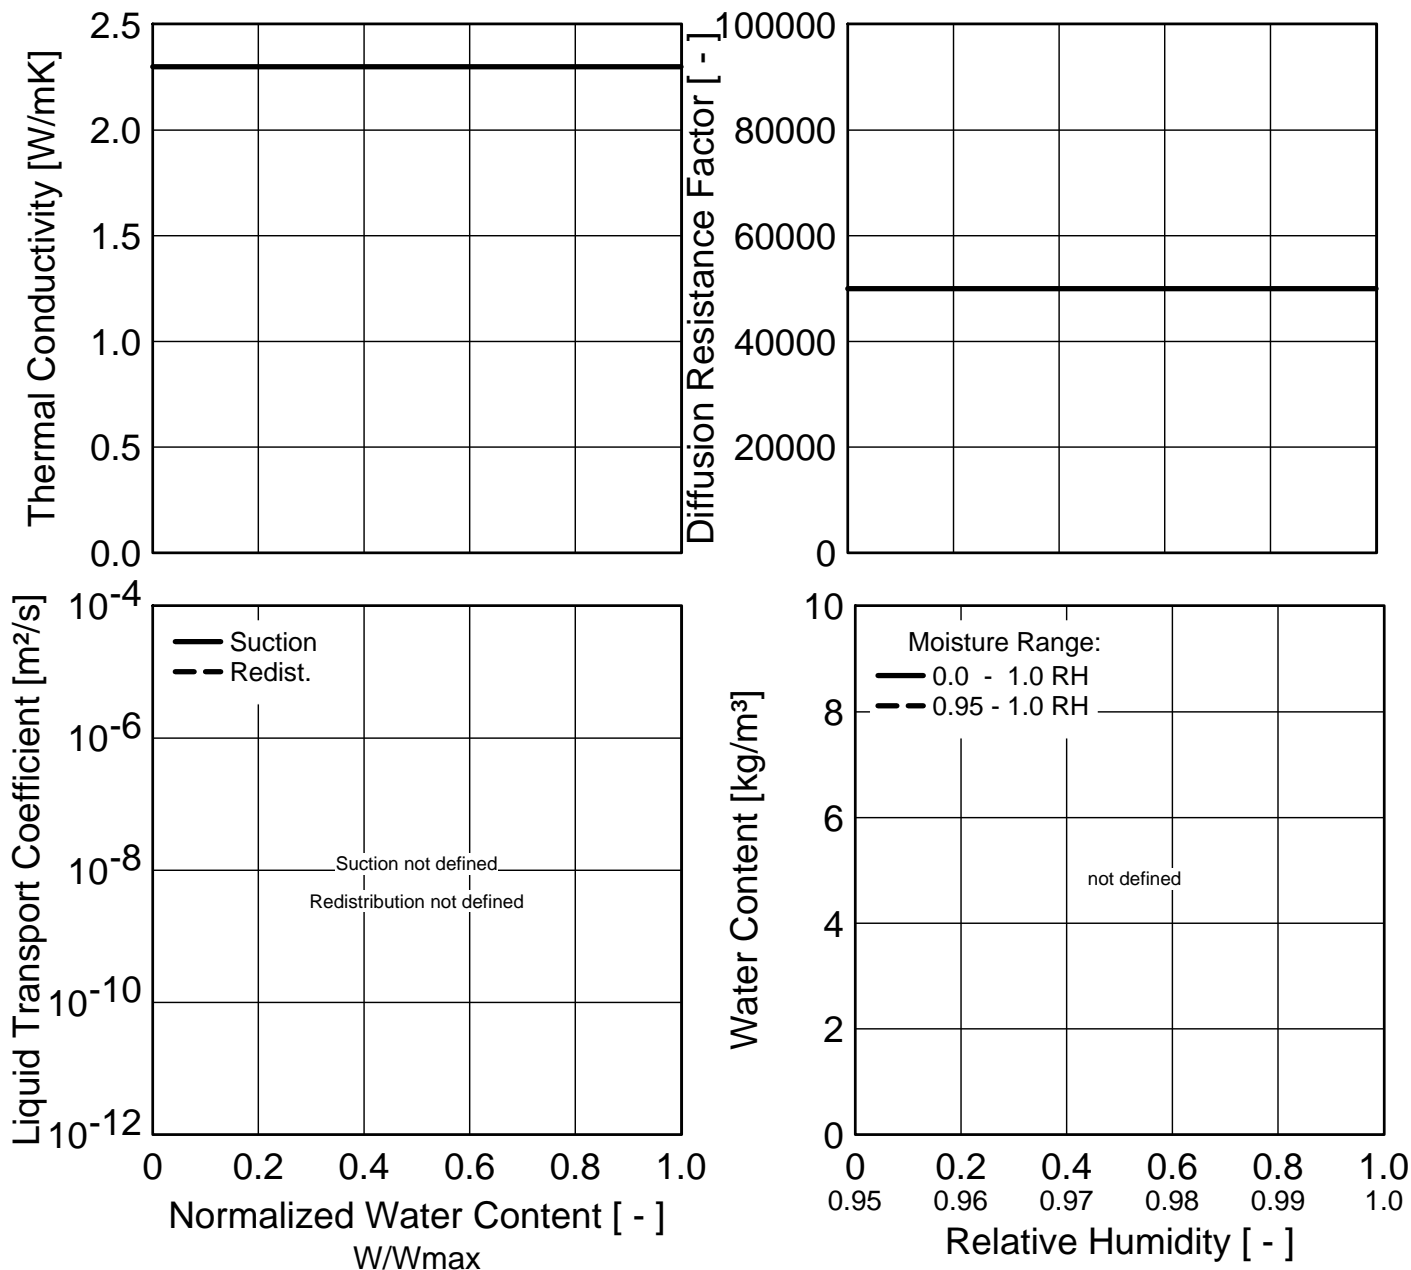 Thermal Conductivity [W/mK]
2.5
2.0
1.5
1.0
0.5
0.0
Diffusion Resistance Factor [ - ]
100000
80000
60000
40000
20000
0
Liquid Transport Coefficient [m²/s]
10-4
10-6
10-8
10-10
10-12
Suction
Redist.
Suction not defined
Redistribution not defined
0 0.2 0.4 0.6 0.8 1.0
Normalized Water Content [ - ]
W/Wmax
Water Content [kg/m³]
10
8
6
4
2
0
Moisture Range:
0.0 - 1.0 RH
0.95 - 1.0 RH
not defined
0 0.2 0.4 0.6 0.8 1.0
0.95 0.96 0.97 0.98 0.99 1.0
Relative Humidity [ - ]